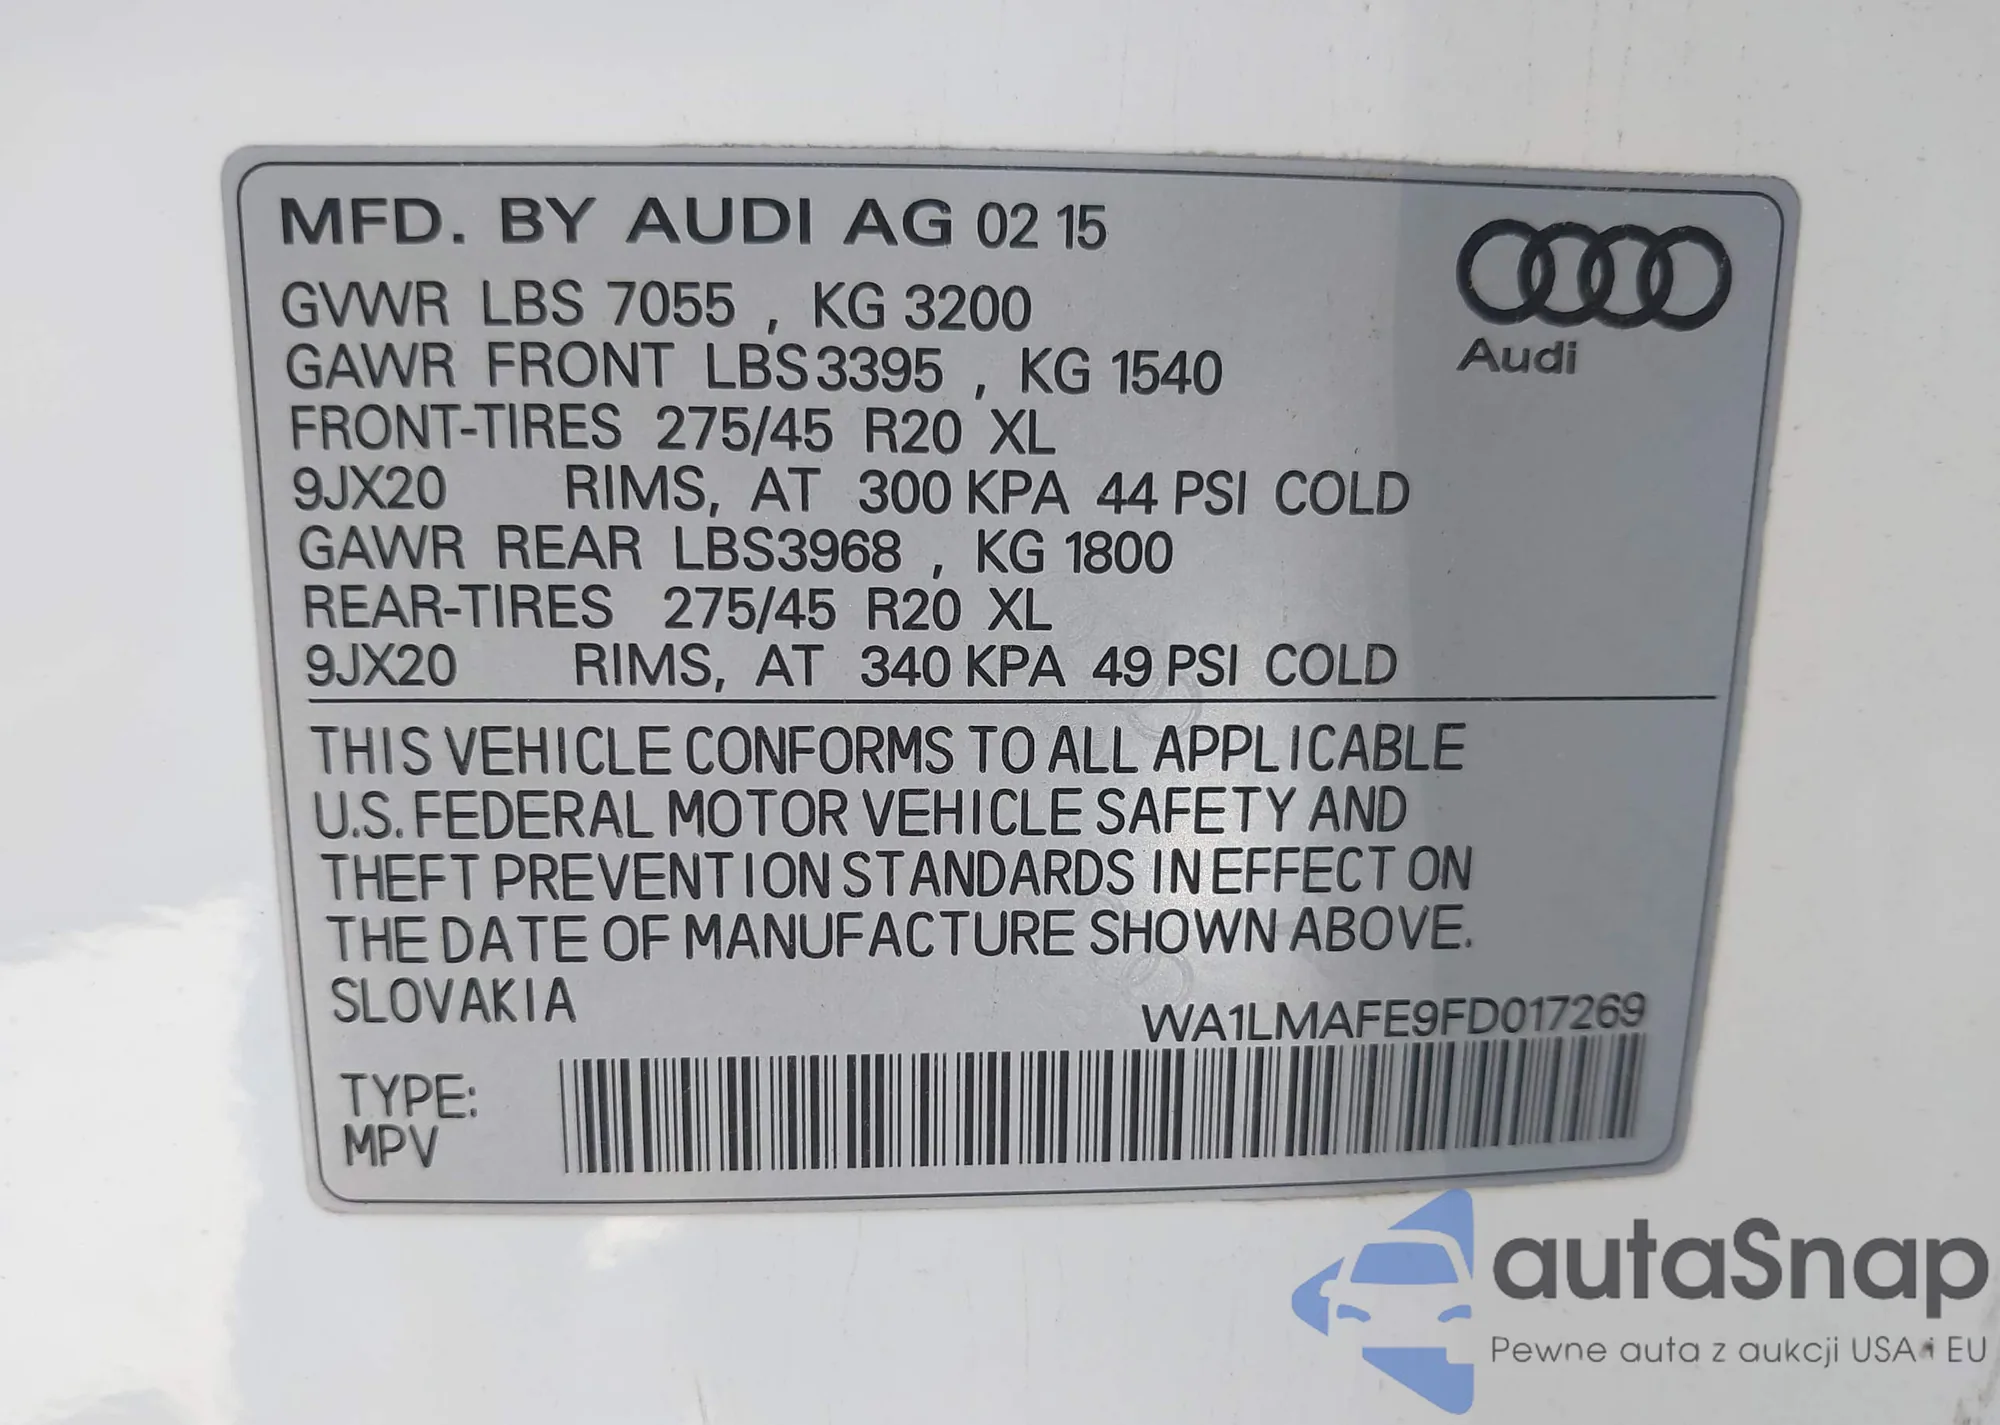 MFD. BY AUDI AG 02 15
GVWR LBS 7055 , KG 3200
GAWR FRONT LBS 3395 , KG 1540
FRONT-TIRES 275/45 R20 XL
9JX20 RIMS, AT 300 KPA 44 PSI COLD
GAWR REAR LBS3968 , KG 1800
REAR-TIRES 275/45 R20 XL
9JX20 RIMS, AT 340 KPA 49 PSI COLD
Audi
THIS VEHICLE CONFORMS TO ALL APPLICABLE
U.S. FEDERAL MOTOR VEHICLE SAFETY AND
THEFT PREVENTION STANDARDS IN EFFECT ON
THE DATE OF MANUFACTURE SHOWN ABOVE.
SLOVAKIA
WA1LMAFE9FD017269
TYPE:
MPV
autaSnap
Pewne auta z aukcji USA i EU